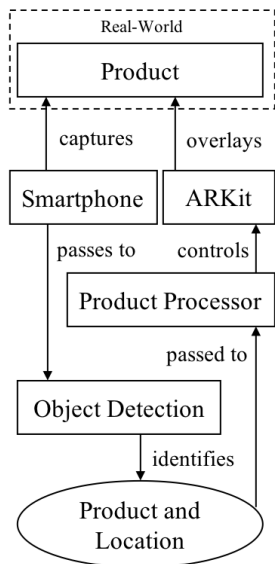 Real-World
Product
captures
overlays
Smartphone
ARKit
passes to
controls
Product Processor
passed to
Object Detection
identifies
Product and
Location